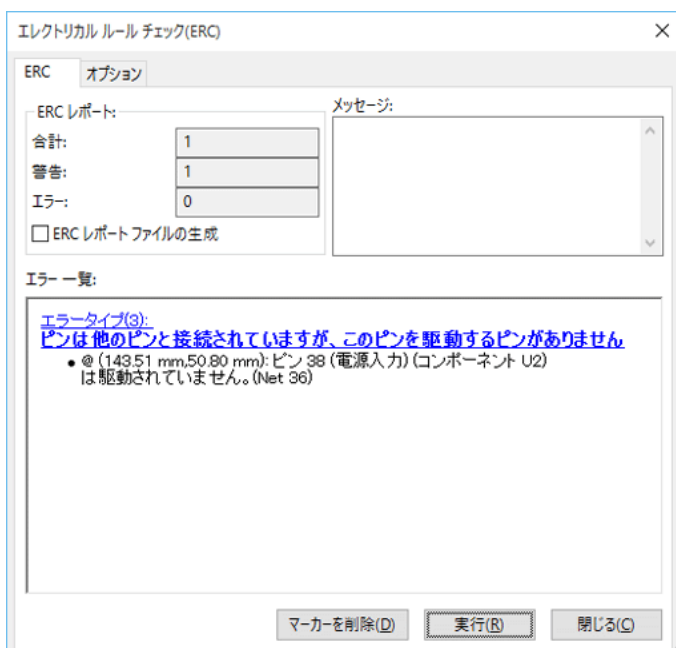 エレクトリカル ルール チェック(ERC)
ERC オプション
ERC レポート:
メッセージ:
合計: 1
警告: 1
エラー: 0
ERC レポート ファイルの生成
エラー 一覧:
エラータイプ(3):
ピンは他のピンと接続されていますが、このピンを駆動するピンがありません
• @ (143.51 mm,50.80 mm): ピン 38 (電源入力) (コンポーネント U2)
は駆動されていません。(Net 36)
マーカーを削除(D) 実行(R) 閉じる(C)